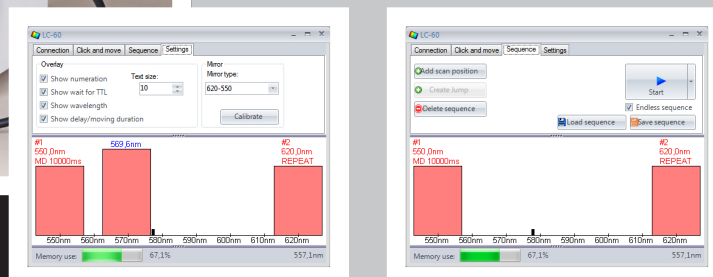 LC-60
Connection Click and move Sequence Settings
Overlay
Show numeration
Show wait for TTL
Show wavelength
Show delay/moving duration
Text size:
10
Mirror
Mirror type:
620-550
Calibrate
#1
550,0nm
MD 10000ms
569,6nm
#2
620,0nm
REPEAT
550nm 560nm 570nm 580nm 590nm 600nm 610nm 620nm
Memory use: 67,1% 557,1nm
LC-60
Connection Click and move Sequence Settings
Add scan position
Create Jump
Delete sequence
Start
Endless sequence
Load sequence Save sequence
#1
550,0nm
MD 10000ms
#2
620,0nm
REPEAT
550nm 560nm 570nm 580nm 590nm 600nm 610nm 620nm
Memory use: 67,1% 557,1nm